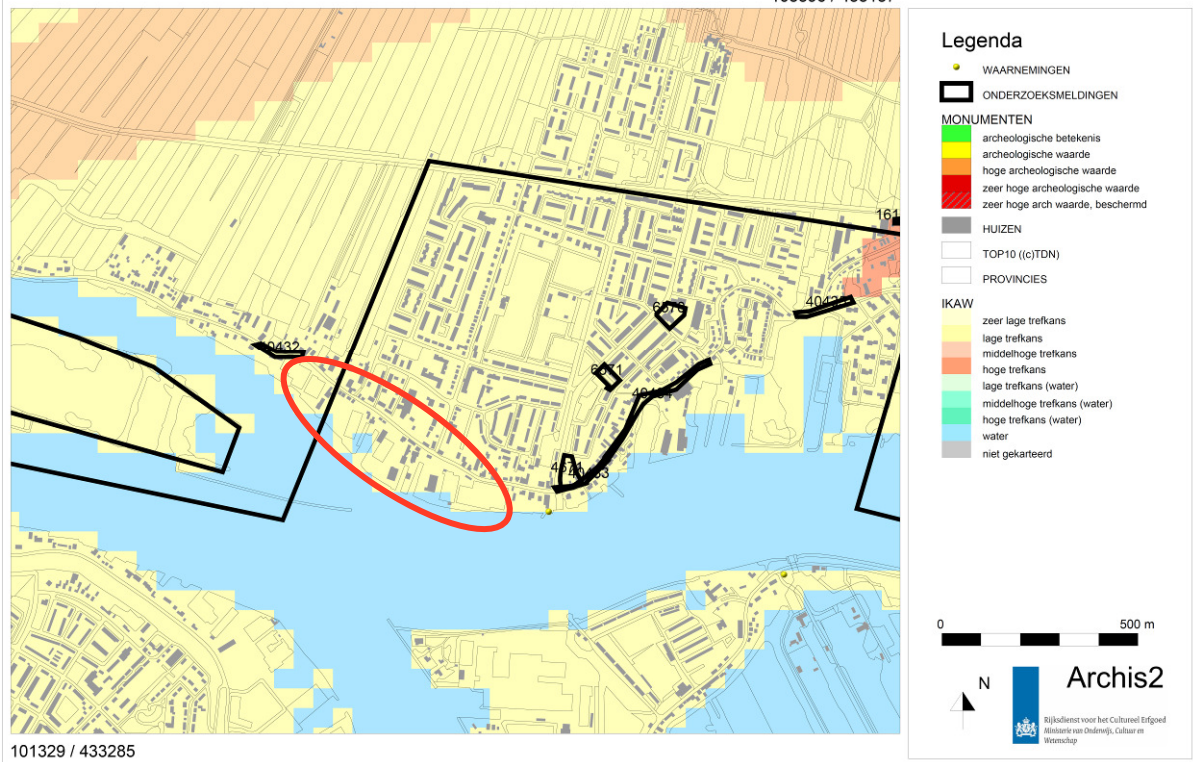 161
6576
6671
101329 / 433285
Legenda
WAARNEMINGEN
ONDERZOEKSMELDINGEN
MONUMENTEN
archeologische betekenis
archeologische waarde
hoge archeologische waarde
zeer hoge archeologische waarde
zeer hoge arch waarde, beschermd
HUIZEN
TOP10 ((c)TDN)
PROVINCIES
IKAW
zeer lage trefkans
lage trefkans
middelhoge trefkans
hoge trefkans
lage trefkans (water)
middelhoge trefkans (water)
hoge trefkans (water)
water
niet gekarteerd
0 500 m
N
Archis2
Rijksdienst voor het Cultureel Erfgoed
Ministerie van Onderwijs, Cultuur en
Wetenschap